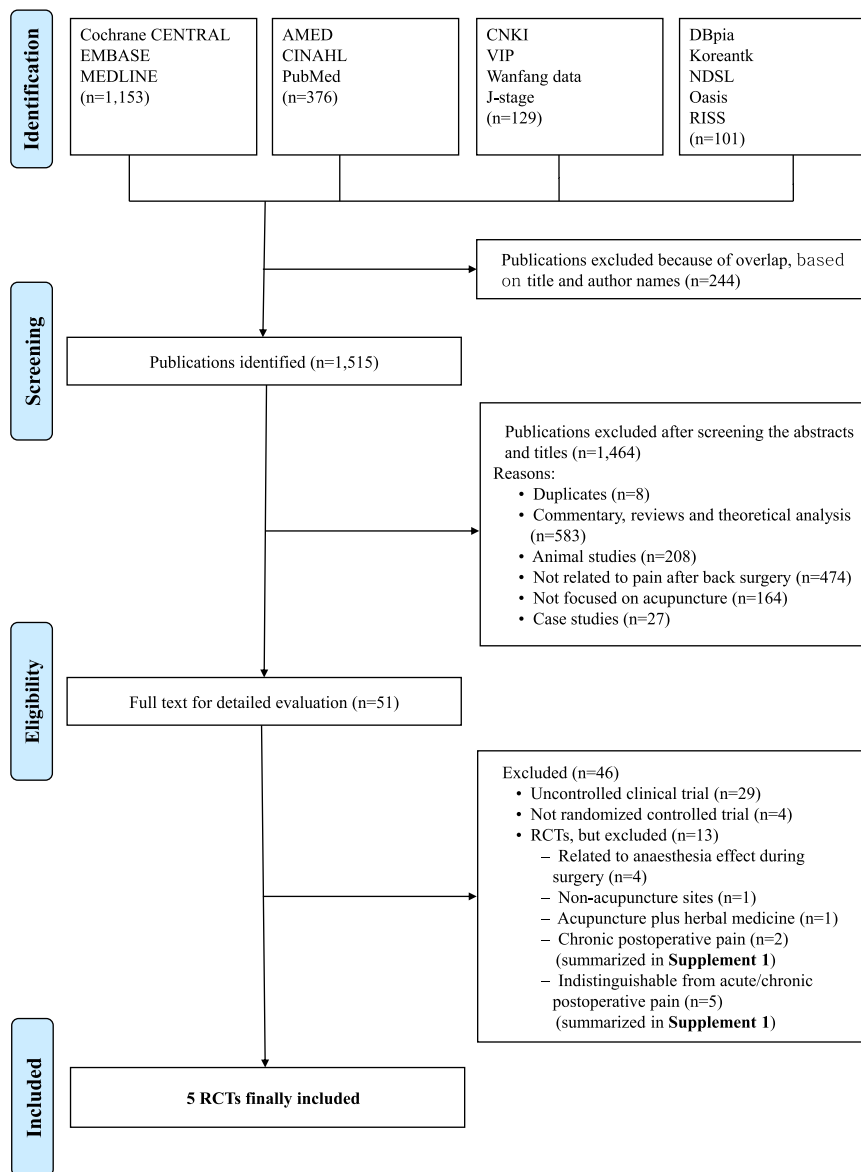 Identification
Cochrane CENTRAL
EMBASE
MEDLINE
(n=1,153)
AMED
CINAHL
PubMed
(n=376)
CNKI
VIP
Wanfang data
J-stage
(n=129)
DBpia
Koreantk
NDSL
Oasis
RISS
(n=101)
Publications excluded because of overlap, based
on title and author names (n=244)
Screening
Publications identified (n=1,515)
Publications excluded after screening the abstracts
and titles (n=1,464)
Reasons:
• Duplicates (n=8)
• Commentary, reviews and theoretical analysis
(n=583)
• Animal studies (n=208)
• Not related to pain after back surgery (n=474)
• Not focused on acupuncture (n=164)
• Case studies (n=27)
Eligibility
Full text for detailed evaluation (n=51)
Excluded (n=46)
• Uncontrolled clinical trial (n=29)
• Not randomized controlled trial (n=4)
• RCTs, but excluded (n=13)
– Related to anaesthesia effect during
surgery (n=4)
– Non-acupuncture sites (n=1)
– Acupuncture plus herbal medicine (n=1)
– Chronic postoperative pain (n=2)
(summarized in Supplement 1)
– Indistinguishable from acute/chronic
postoperative pain (n=5)
(summarized in Supplement 1)
Included
5 RCTs finally included